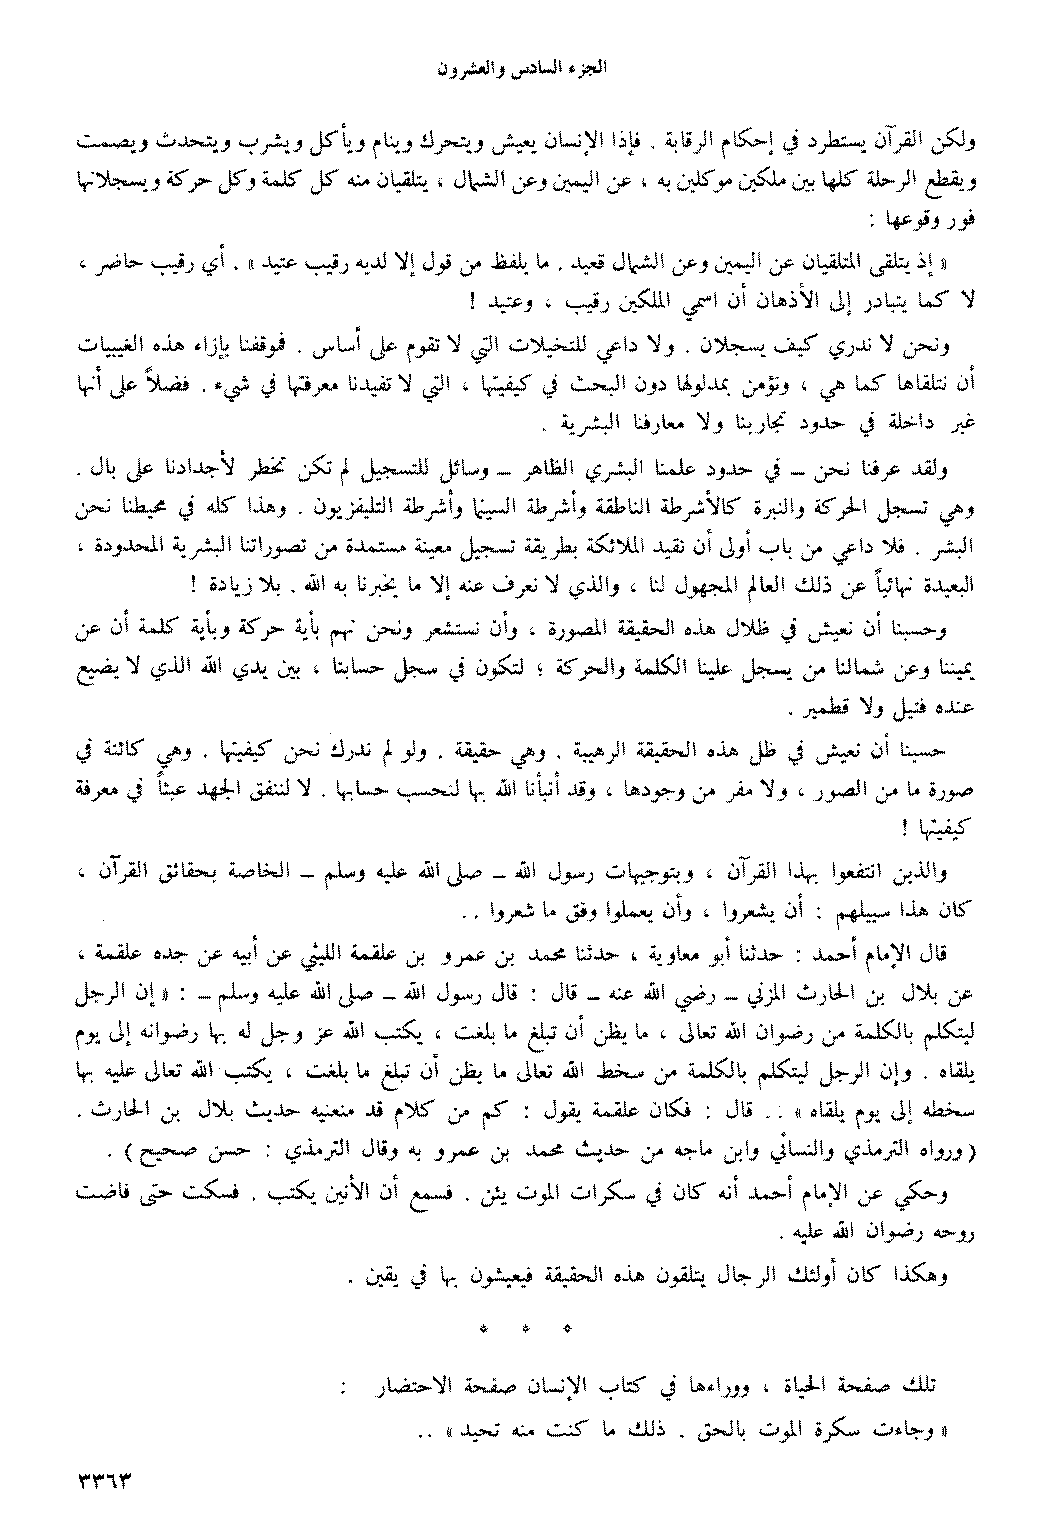 الجزء السادس والعشرون
ولكن القرآن يستطرد في إحكام الرقابة . فإذا الإنسان يعيش ويتحرك وينام ويأكل ويشرب ويتحدث ويصمت
ويقطع الرحلة كلها بين ملكين موكلين به ، عن اليمين وعن الشمال ، يتلقيان منه كل كلمة وكل حركة ويسجلانها
فور وقوعها :
« إذ يتلقى المتلقيان عن اليمين وعن الشمال قعيد . ما يلفظ من قول إلا لديه رقيب عتيد » . أي رقيب حاضر ،
لا كما يتبادر إلى الأذهان أن اسمي الملكين رقيب ، وعتيد !
ونحن لا ندري كيف يسجلان . ولا داعي للتخيلات التي لا تقوم على أساس . فموقفنا بإزاء هذه الغيبيات
أن نتلقاها كما هي ، ونؤمن بمدلولها دون البحث في كيفيتها ، التي لا تفيدنا معرفتها في شيء . فضلاً على أنها
غير داخلة في حدود تجاربنا ولا معارفنا البشرية .
ولقد عرفنا نحن – في حدود علمنا البشري الظاهر – وسائل للتسجيل لم تكن تخطر لأجدادنا على بال .
وهي تسجل الحركة والنبرة كالأشرطة الناطقة وأشرطة السينما وأشرطة التليفزيون . وهذا كله في محيطنا نحن
البشر . فلا داعي من باب أولى أن نقيد الملائكة بطريقة تسجيل معينة مستمدة من تصوراتنا البشرية المحدودة ،
البعيدة نهائياً عن ذلك العالم المجهول لنا ، والذي لا نعرف عنه إلا ما يخبرنا به الله . بلا زيادة !
وحسبنا أن نعيش في ظلال هذه الحقيقة المصورة ، وأن نستشعر ونحن نهم بأية حركة وبأية كلمة أن عن
يميننا وعن شمالنا من يسجل علينا الكلمة والحركة ؛ لتكون في سجل حسابنا ، بين يدي الله الذي لا يضيع
عنده فتيل ولا قطمير .
حسبنا أن نعيش في ظل هذه الحقيقة الرهيبة . وهي حقيقة . ولو لم ندرك نحن كيفيتها . وهي كائنة في
صورة ما من الصور ، ولا مفر من وجودها ، وقد أنبأنا الله بها لنحسب حسابها . لا لننفق الجهد عبثاً في معرفة
كيفيتها !
والذين انتفعوا بهذا القرآن ، وبتوجيهات رسول الله – صلى الله عليه وسلم – الخاصة بحقائق القرآن ،
كان هذا سبيلهم : أن يشعروا ، وأن يعملوا وفق ما شعروا ..
قال الإمام أحمد : حدثنا أبو معاوية ، حدثنا محمد بن عمرو بن علقمة الليثي عن أبيه عن جده علقمة ،
عن بلال بن الحارث المزني – رضي الله عنه – قال : قال رسول الله – صلى الله عليه وسلم – : « إن الرجل
ليتكلم بالكلمة من رضوان الله تعالى ، ما يظن أن تبلغ ما بلغت ، يكتب الله عز وجل له بها رضوانه إلى يوم
يلقاه . وإن الرجل ليتكلم بالكلمة من سخط الله تعالى ما يظن أن تبلغ ما بلغت ، يكتب الله تعالى عليه بها
سخطه إلى يوم يلقاه » .. قال : فكان علقمة يقول : كم من كلام قد منعنيه حديث بلال بن الحارث .
( ورواه الترمذي والنسائي وابن ماجه من حديث محمد بن عمرو به وقال الترمذي : حسن صحيح ) .
وحكي عن الإمام أحمد أنه كان في سكرات الموت يئن . فسمع أن الأنين يكتب . فسكت حتى فاضت
روحه رضوان الله عليه .
وهكذا كان أولئك الرجال يتلقون هذه الحقيقة فيعيشون بها في يقين .
* * *
تلك صفحة الحياة ، ووراءها في كتاب الإنسان صفحة الاحتضار :
« وجاءت سكرة الموت بالحق . ذلك ما كنت منه تحيد » ..
٣٣٦٣